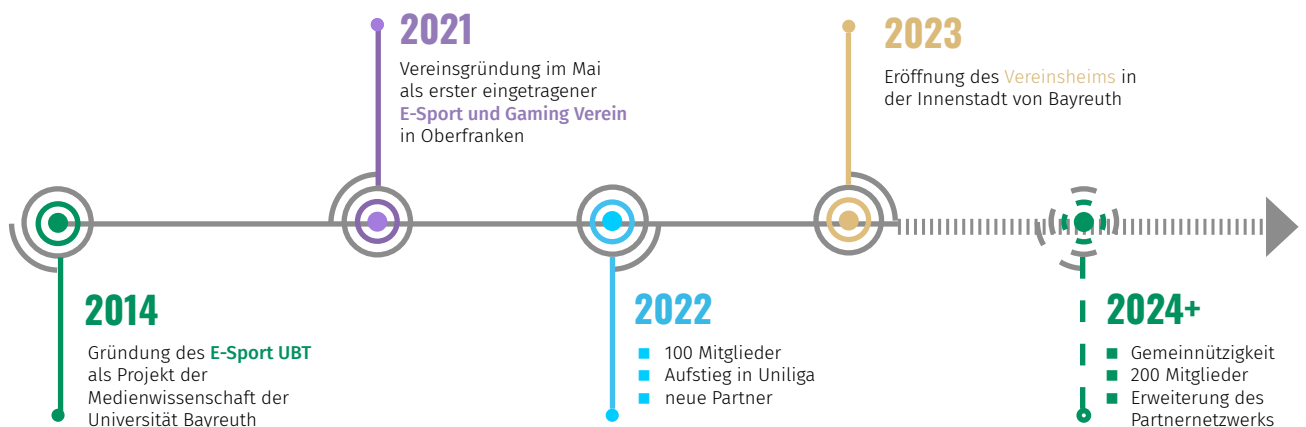 2021
Vereinsgründung im Mai
als erster eingetragener
E-Sport und Gaming Verein
in Oberfranken
2023
Eröffnung des Vereinsheims in
der Innenstadt von Bayreuth
2014
Gründung des E-Sport UBT
als Projekt der
Medienwissenschaft der
Universität Bayreuth
2022
100 Mitglieder
Aufstieg in Uniliga
neue Partner
2024+
Gemeinnützigkeit
200 Mitglieder
Erweiterung des
Partnernetzwerks